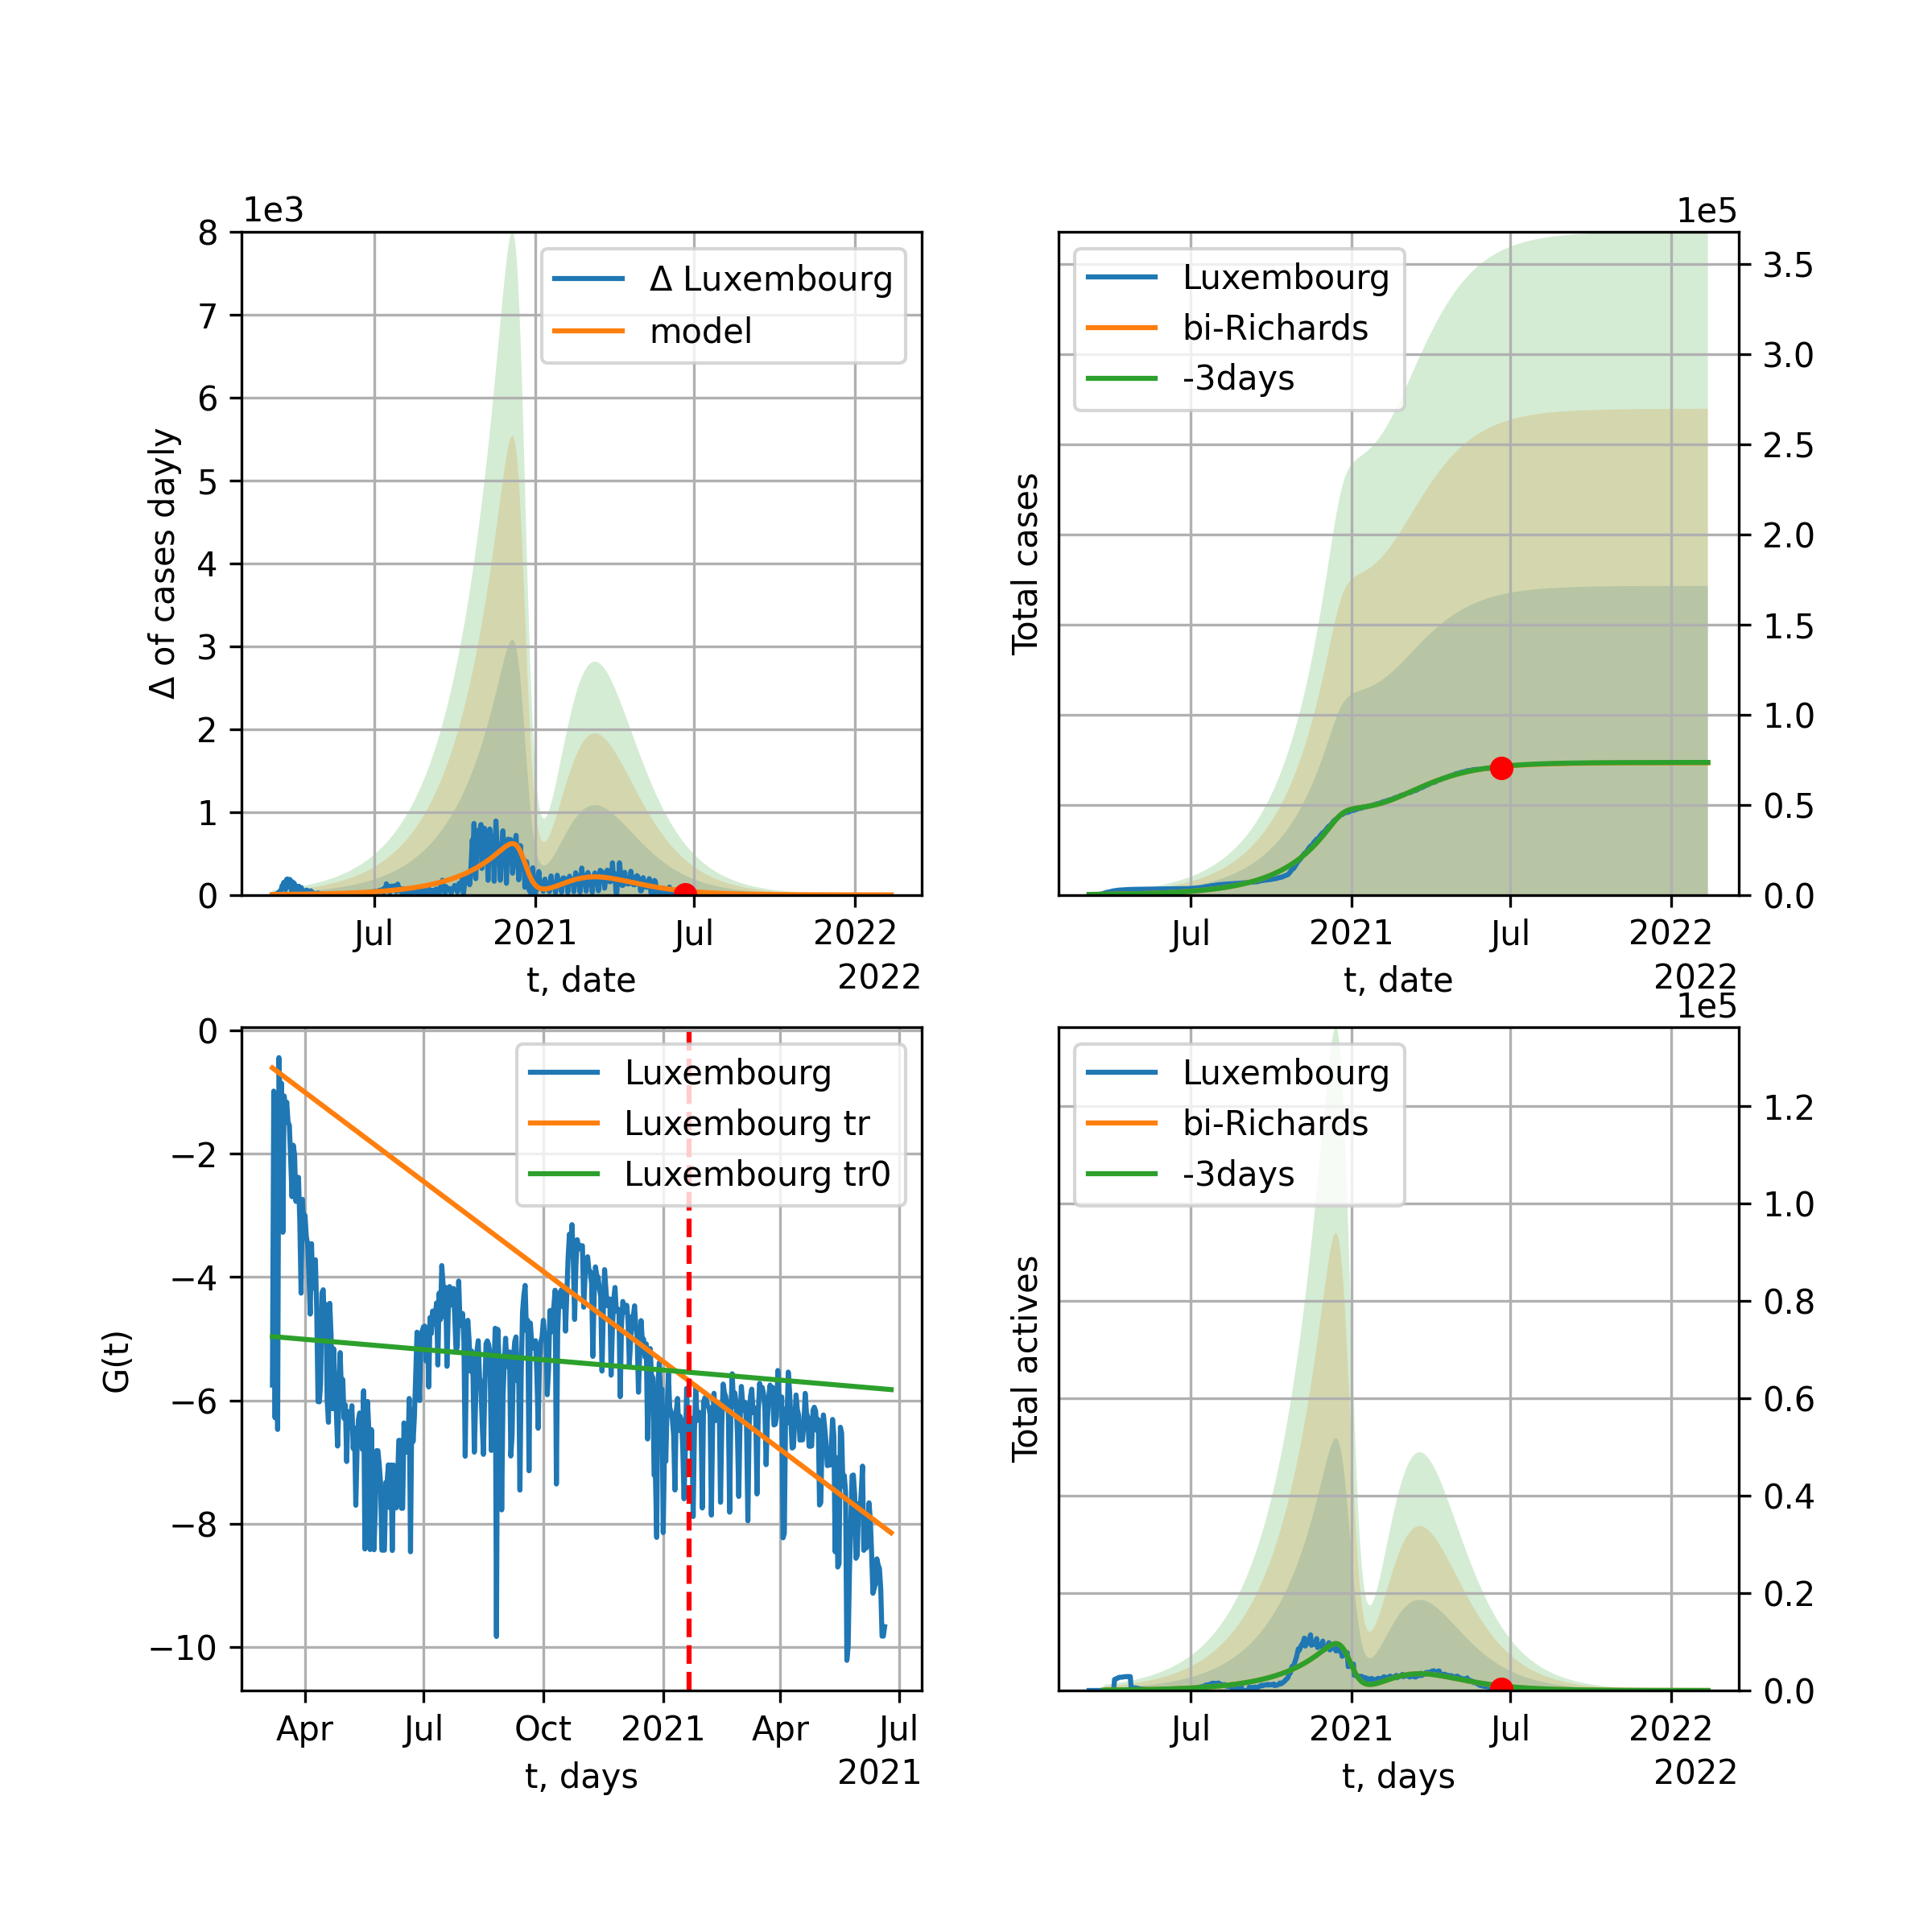 1e3
8
7
6
5
4
3
2
1
0
Δ of cases dayly
Δ Luxembourg
model
Jul
2021
Jul
2022
t, date
2022
1e5
Luxembourg
bi-Richards
-3days
Total cases
3.5
3.0
2.5
2.0
1.5
1.0
0.5
0.0
Jul
2021
Jul
2022
t, date
2022
0
−2
−4
−6
−8
−10
G(t)
Luxembourg
Luxembourg tr
Luxembourg tr0
Apr
Jul
Oct
2021
Apr
Jul
t, days
2021
1e5
Luxembourg
bi-Richards
-3days
Total actives
1.2
1.0
0.8
0.6
0.4
0.2
0.0
Jul
2021
Jul
2022
t, days
2022